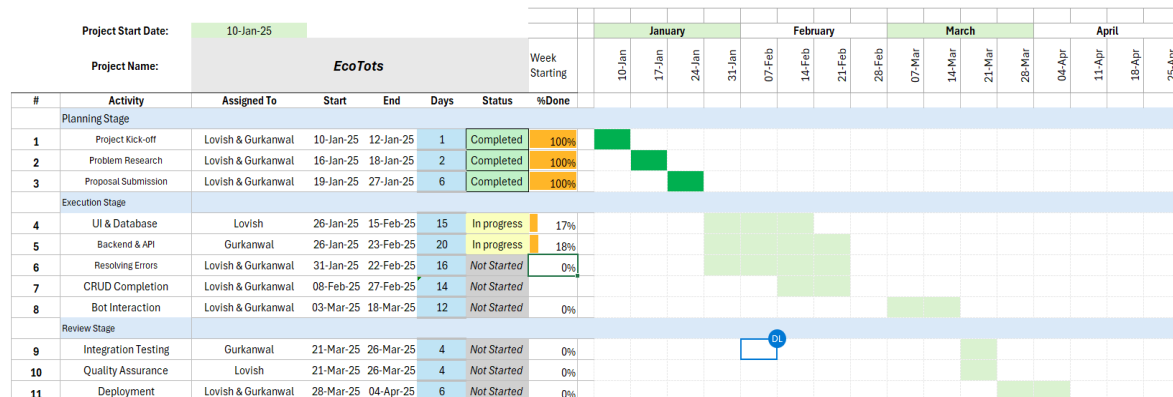 January February March April
Project Start Date: 10-Jan-25
Project Name: EcoTots Week Starting 10-Jan 17-Jan 24-Jan 31-Jan 07-Feb 14-Feb 21-Feb 28-Feb 07-Mar 14-Mar 21-Mar 28-Mar 04-Apr 11-Apr 18-Apr 25-Apr
# Activity Assigned To Start End Days Status %Done
Planning Stage
1 Project Kick-off Lovish & Gurkanwal 10-Jan-25 12-Jan-25 1 Completed 100%
2 Problem Research Lovish & Gurkanwal 16-Jan-25 18-Jan-25 2 Completed 100%
3 Proposal Submission Lovish & Gurkanwal 19-Jan-25 27-Jan-25 6 Completed 100%
Execution Stage
4 UI & Database Lovish 26-Jan-25 15-Feb-25 15 In progress 17%
5 Backend & API Gurkanwal 26-Jan-25 23-Feb-25 20 In progress 18%
6 Resolving Errors Lovish & Gurkanwal 31-Jan-25 22-Feb-25 16 Not Started 0%
7 CRUD Completion Lovish & Gurkanwal 08-Feb-25 27-Feb-25 14 Not Started
8 Bot Interaction Lovish & Gurkanwal 03-Mar-25 18-Mar-25 12 Not Started 0%
Review Stage
DL
9 Integration Testing Gurkanwal 21-Mar-25 26-Mar-25 4 Not Started 0%
10 Quality Assurance Lovish 21-Mar-25 26-Mar-25 4 Not Started 0%
11 Deployment Lovish & Gurkanwal 28-Mar-25 04-Apr-25 6 Not Started 0%